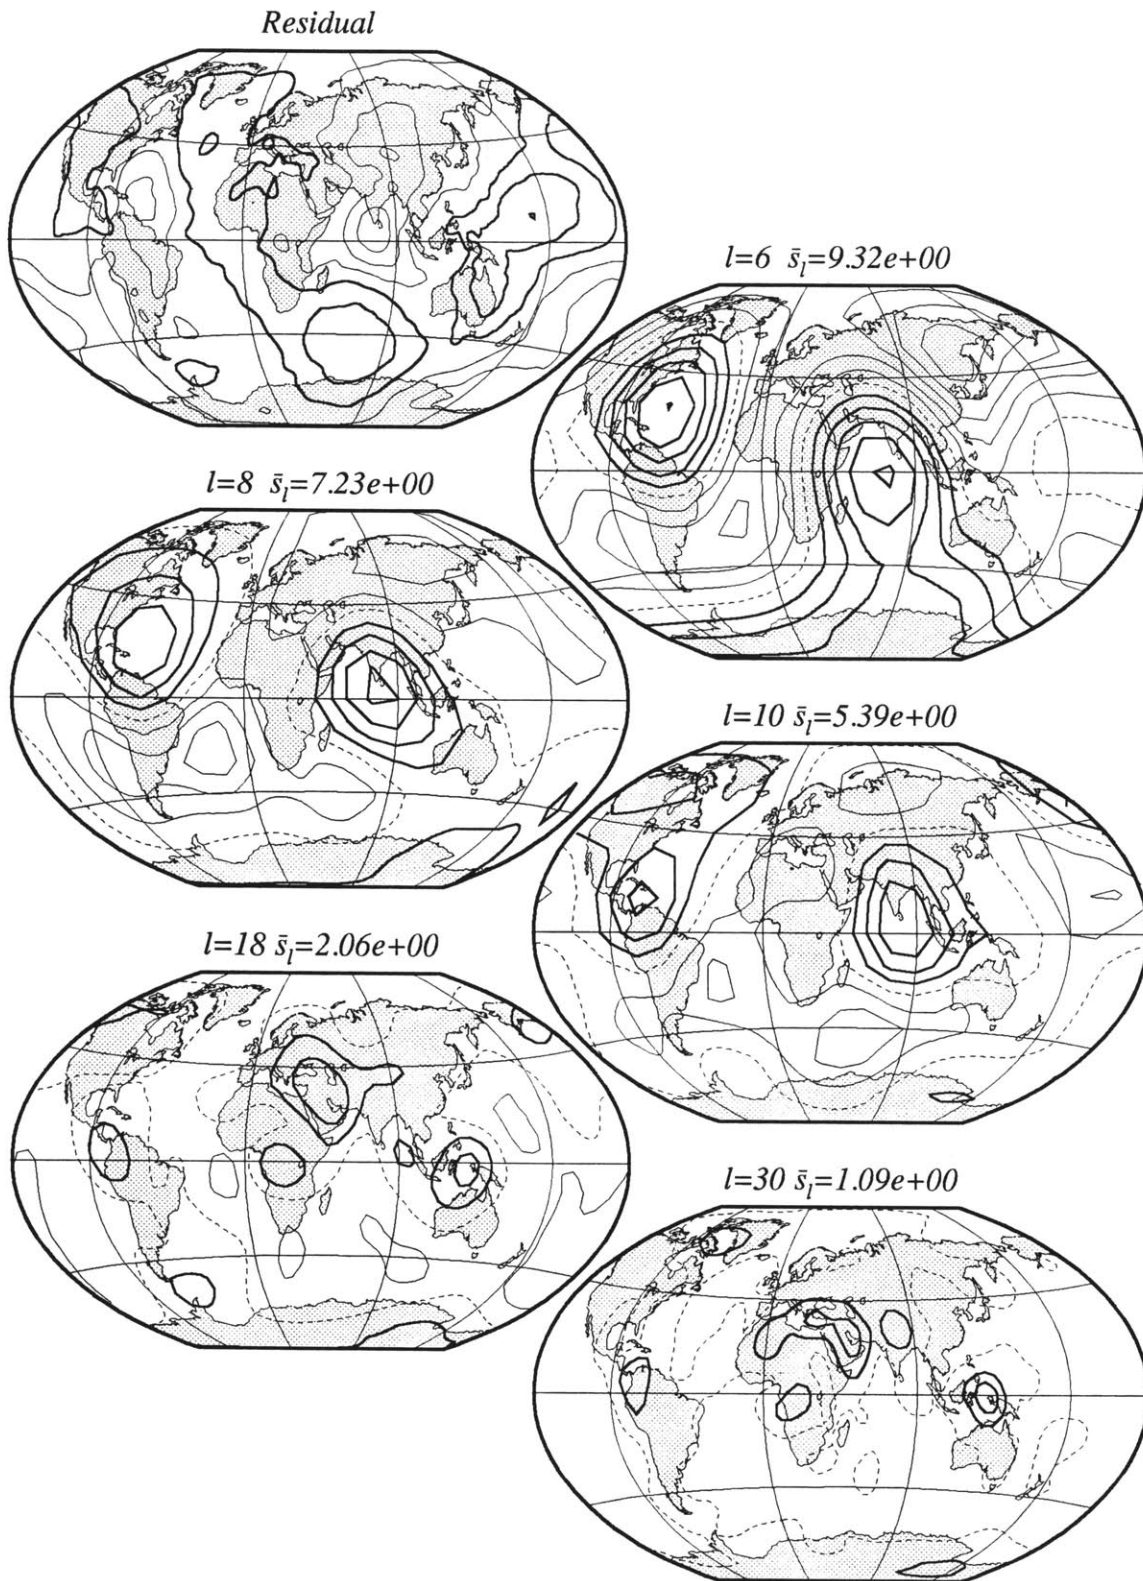 Residual
l=6 s̄ₗ=9.32e+00
l=8 s̄ₗ=7.23e+00
l=10 s̄ₗ=5.39e+00
l=18 s̄ₗ=2.06e+00
l=30 s̄ₗ=1.09e+00